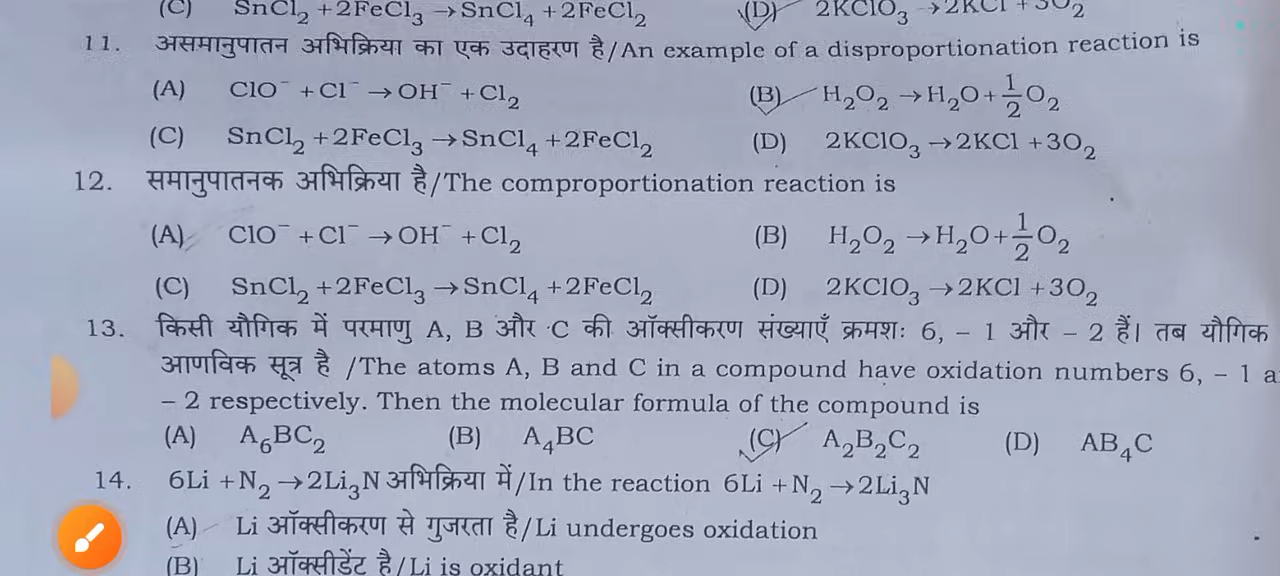 (C) SnCl₂ + 2FeCl₃ → SnCl₄ + 2FeCl₂ (D) 2KClO₃ → 2KCl + 3O₂
11. असमानुपातन अभिक्रिया का एक उदाहरण है/An example of a disproportionation reaction is
(A) ClO⁻ + Cl⁻ → OH⁻ + Cl₂ (B) H₂O₂ → H₂O + 1/2 O₂
(C) SnCl₂ + 2FeCl₃ → SnCl₄ + 2FeCl₂ (D) 2KClO₃ → 2KCl + 3O₂
12. समानुपातनक अभिक्रिया है/The comproportionation reaction is
(A) ClO⁻ + Cl⁻ → OH⁻ + Cl₂ (B) H₂O₂ → H₂O + 1/2 O₂
(C) SnCl₂ + 2FeCl₃ → SnCl₄ + 2FeCl₂ (D) 2KClO₃ → 2KCl + 3O₂
13. किसी यौगिक में परमाणु A, B और C की ऑक्सीकरण संख्याएँ क्रमशः 6, – 1 और – 2 हैं। तब यौगिक
आणविक सूत्र है /The atoms A, B and C in a compound have oxidation numbers 6, – 1 a
– 2 respectively. Then the molecular formula of the compound is
(A) A₆BC₂ (B) A₄BC (C) A₂B₂C₂ (D) AB₄C
14. 6Li + N₂ → 2Li₃N अभिक्रिया में/In the reaction 6Li + N₂ → 2Li₃N
(A) Li ऑक्सीकरण से गुजरता है/Li undergoes oxidation
(B) Li ऑक्सीडेंट है/Li is oxidant